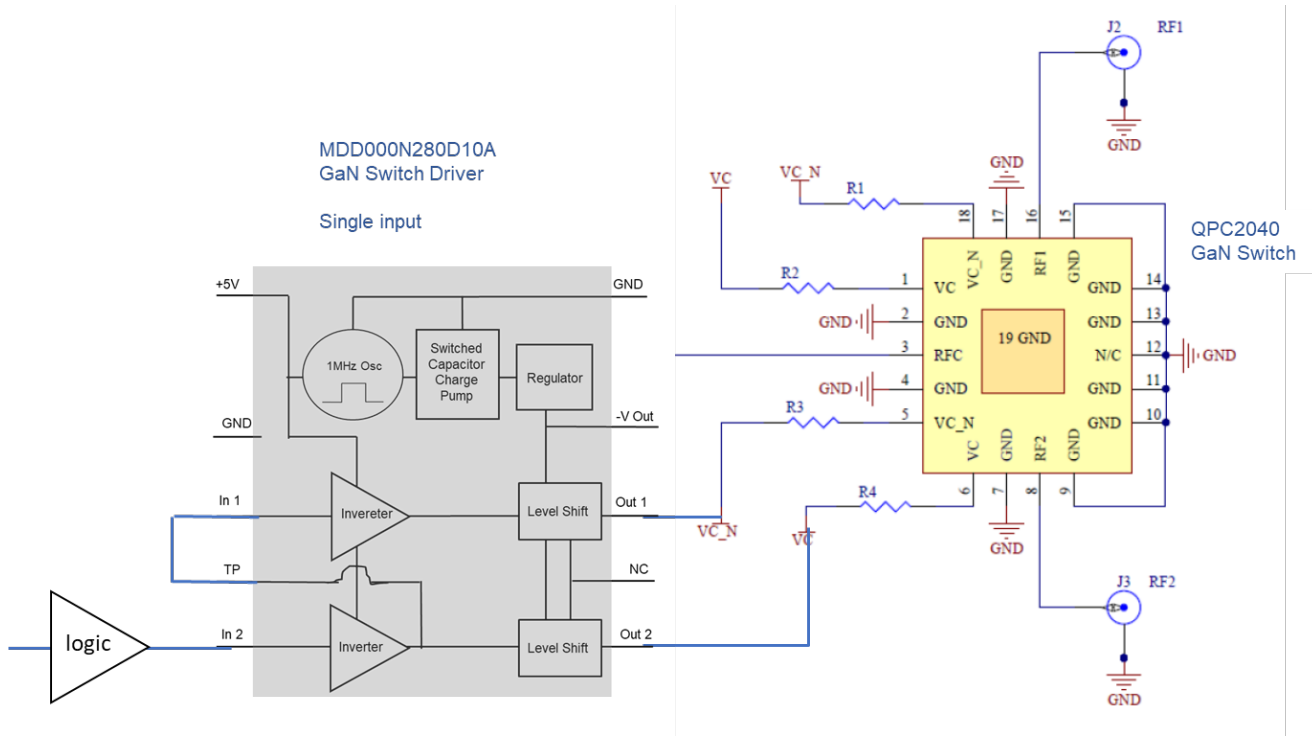 MDD000N280D10A
GaN Switch Driver
Single input
+5V
GND
1MHz Osc
Switched
Capacitor
Charge
Pump
Regulator
-V Out
GND
In 1
Invereter
Level Shift
Out 1
TP
NC
In 2
Inverter
Level Shift
Out 2
logic
J2
RF1
GND
VC
VC_N
R1
GND
18
17
16
15
QPC2040
GaN Switch
R2
1
VC
VC_N
GND
RF1
GND
GND
14
GND
2
GND
GND
13
19 GND
3
RFC
N/C
12
GND
GND
4
GND
GND
11
R3
5
VC_N
GND
10
VC
GND
RF2
GND
R4
6
7
8
9
VC_N
VC
GND
J3
RF2
GND